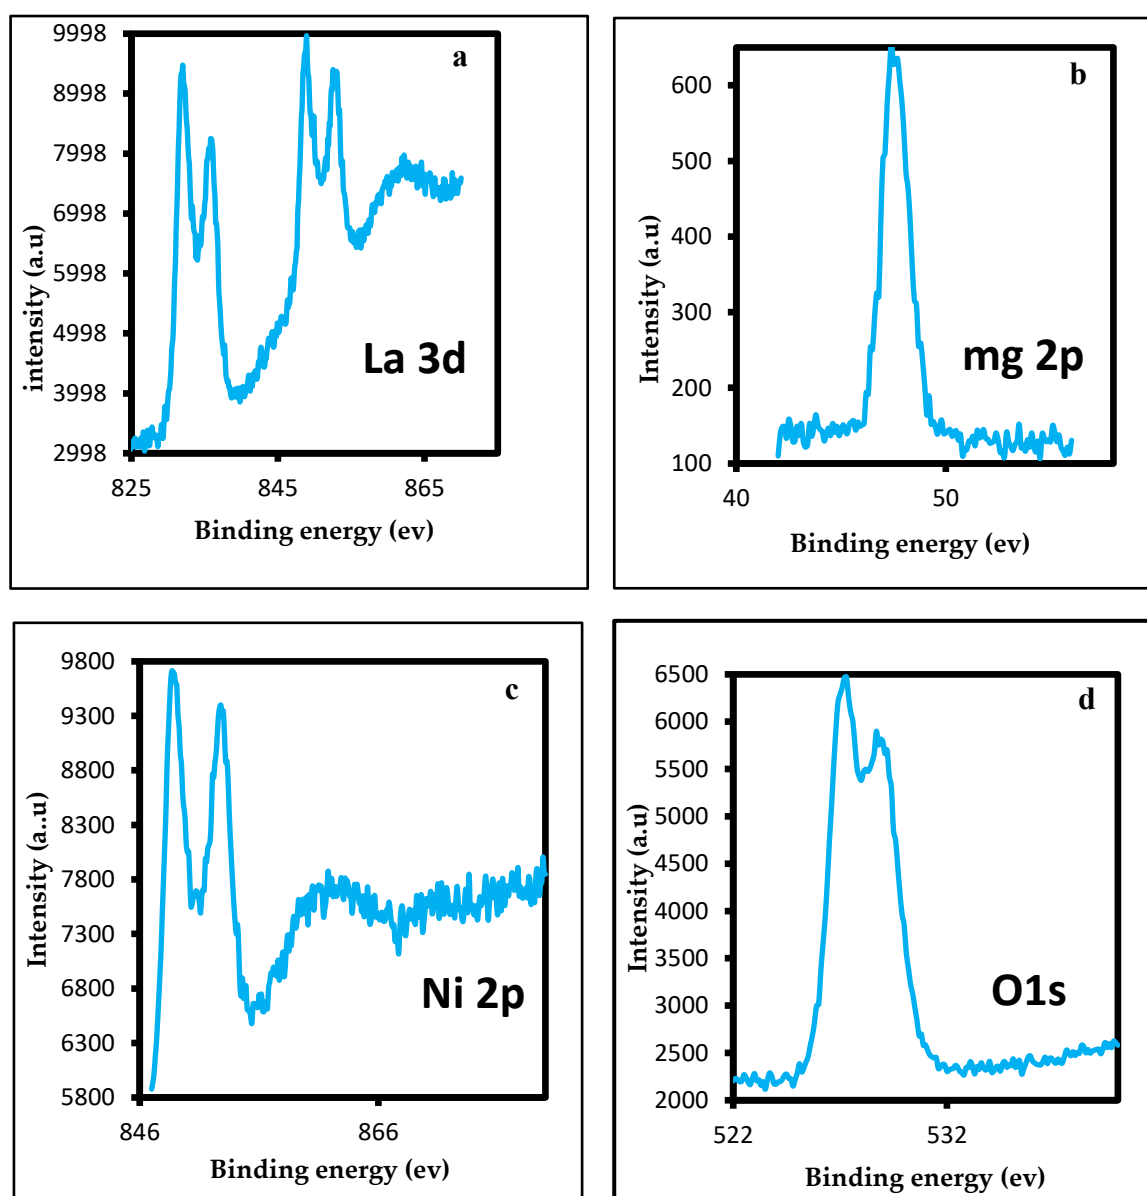 a
9998
8998
7998
6998
5998
4998
3998
2998
intensity (a.u)
La 3d
825
845
865
Binding energy (ev)
b
600
500
400
300
200
100
Intensity (a.u)
mg 2p
40
50
Binding energy (ev)
c
9800
9300
8800
8300
7800
7300
6800
6300
5800
Intensity (a..u)
Ni 2p
846
866
Binding energy (ev)
d
6500
6000
5500
5000
4500
4000
3500
3000
2500
2000
Intensity (a.u)
O1s
522
532
Binding energy (ev)